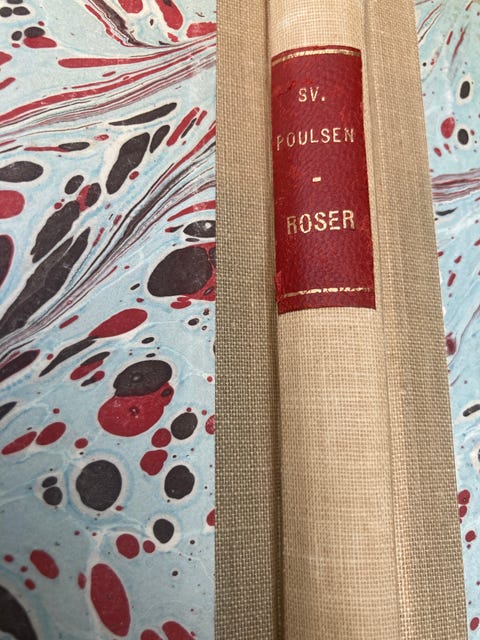 SV.
POULSEN
-
ROSER